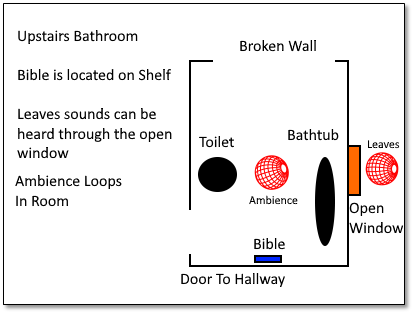 Upstairs Bathroom
Bible is located on Shelf
Leaves sounds can be
heard through the open
window
Ambience Loops
In Room
Broken Wall
Toilet
Bathtub
Leaves
Ambience
Open
Window
Bible
Door To Hallway